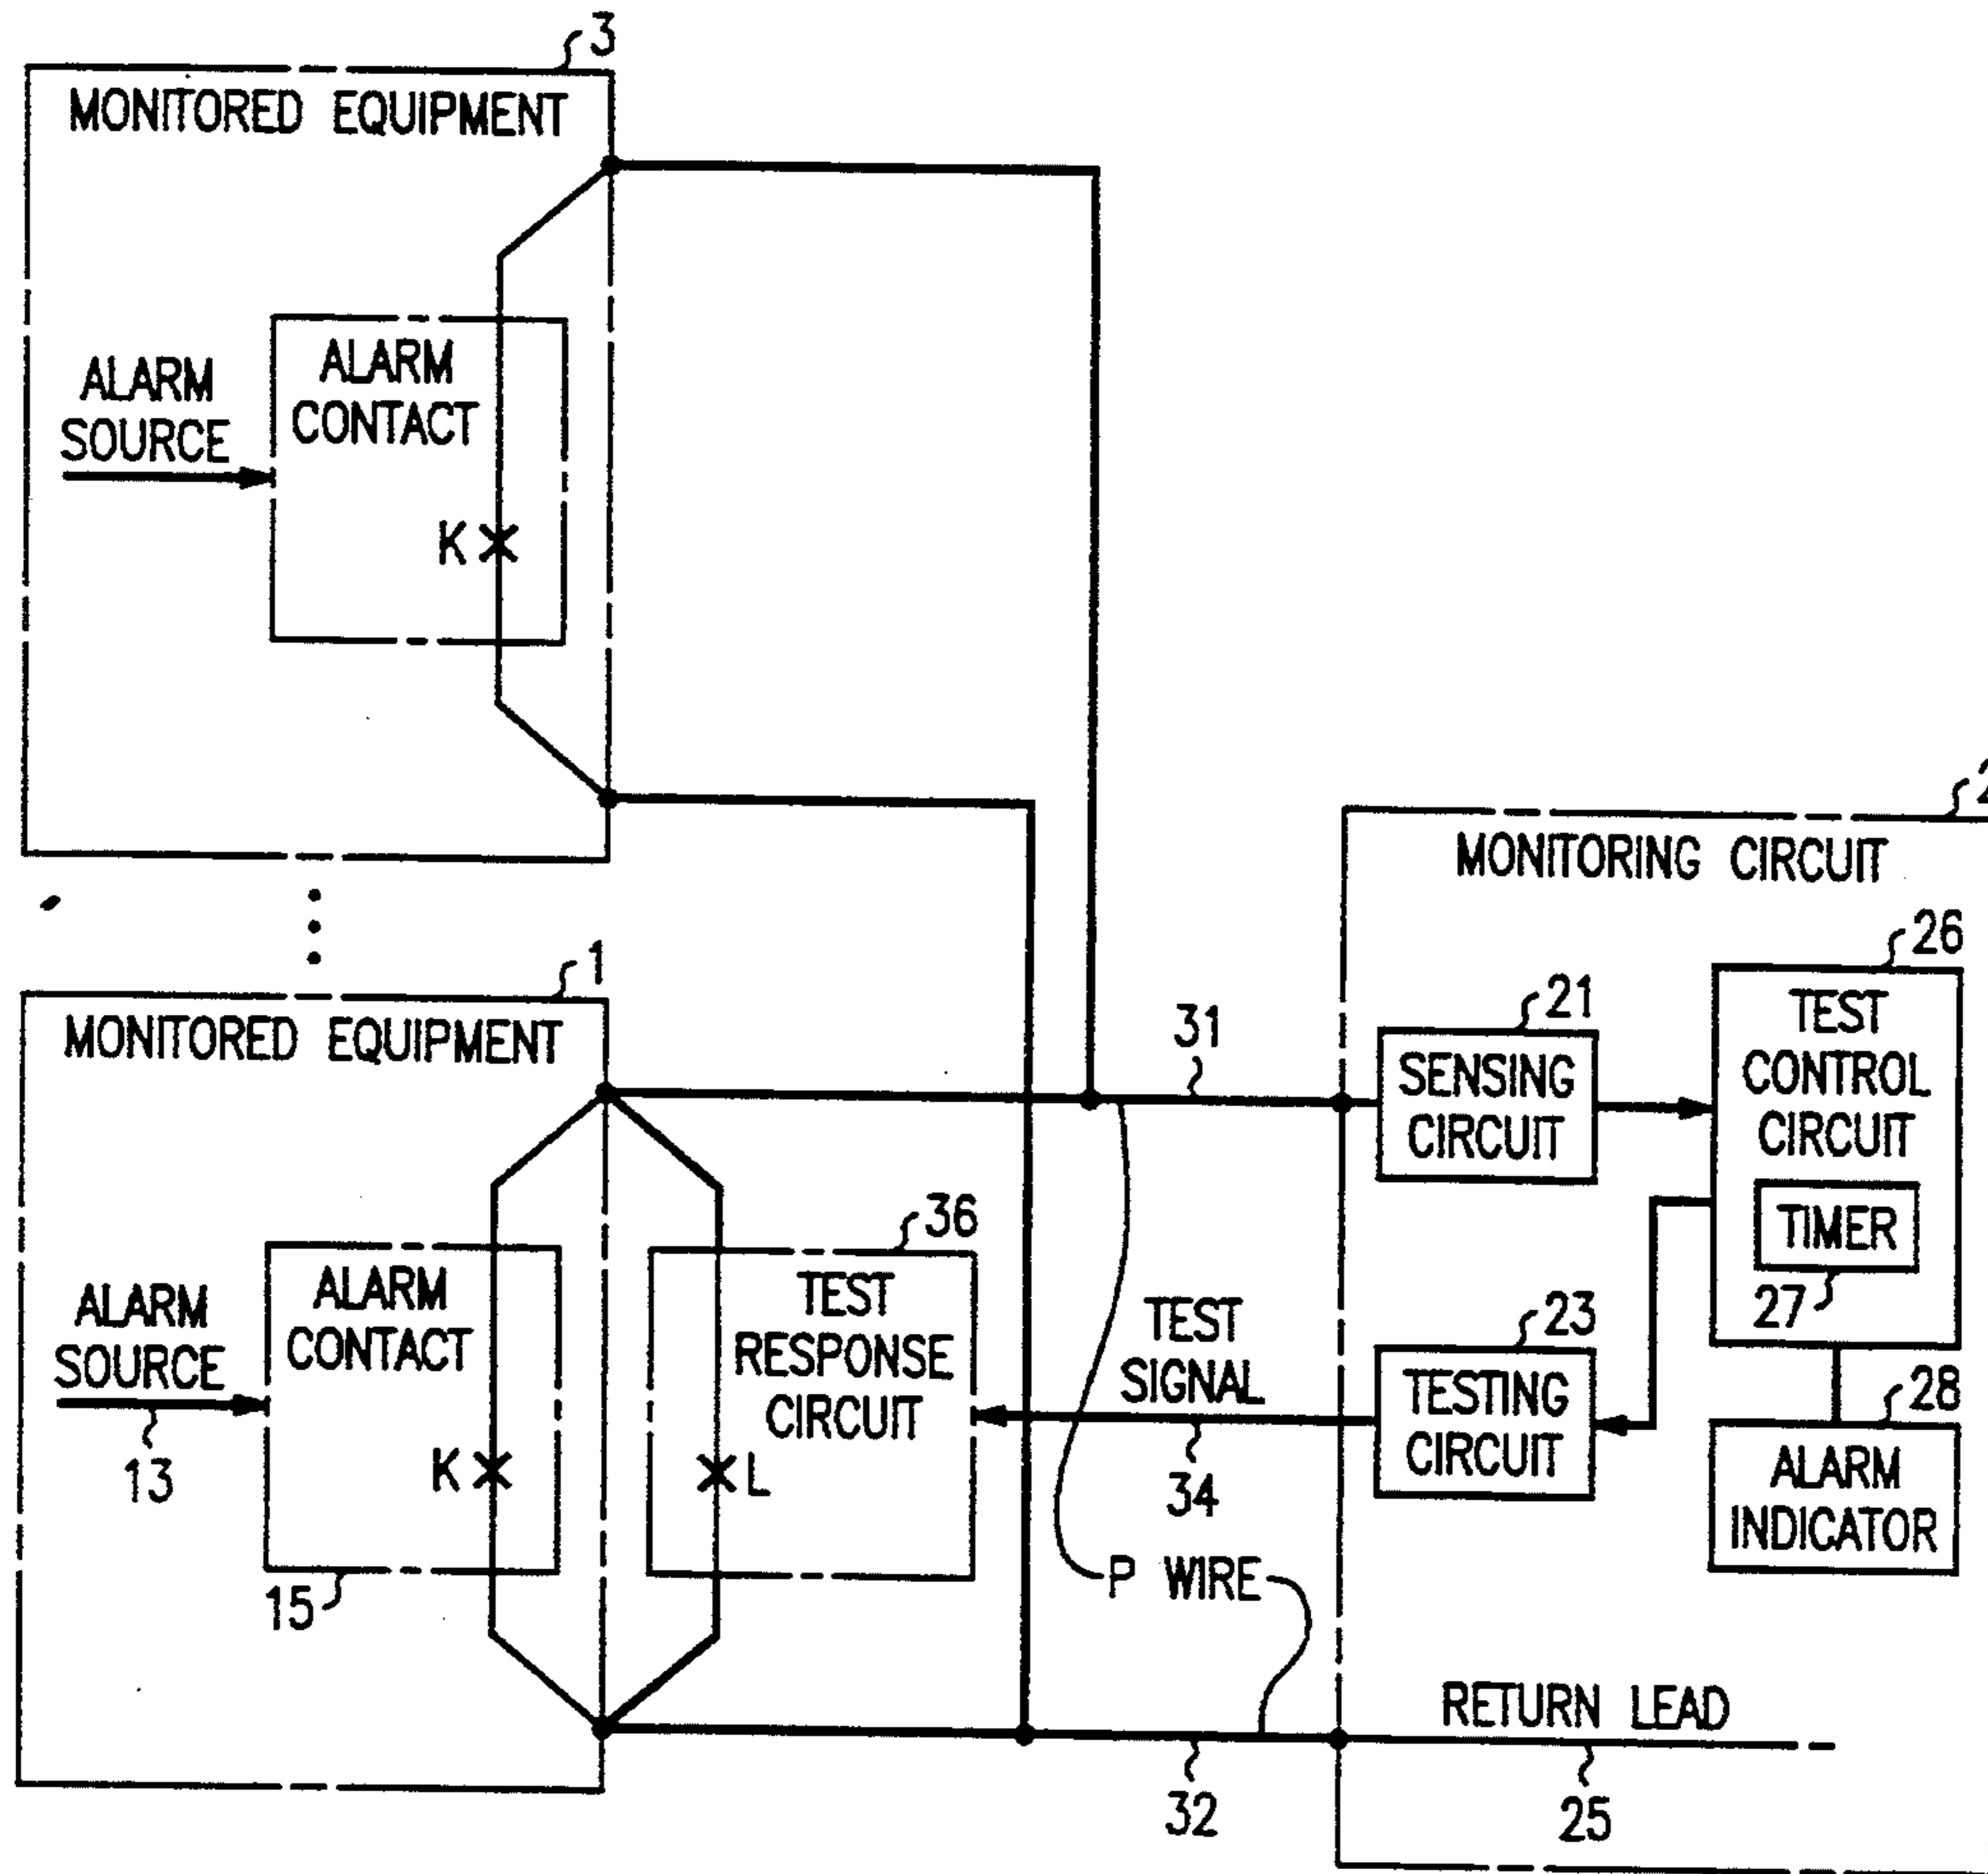 3
MONITORED EQUIPMENT
ALARM
SOURCE
ALARM
CONTACT
K
1
MONITORED EQUIPMENT
ALARM
SOURCE
13
ALARM
CONTACT
K
15
36
TEST
RESPONSE
CIRCUIT
L
31
TEST
SIGNAL
34
P WIRE
32
MONITORING CIRCUIT
21
SENSING
CIRCUIT
26
TEST
CONTROL
CIRCUIT
TIMER
27
23
TESTING
CIRCUIT
28
ALARM
INDICATOR
RETURN LEAD
25